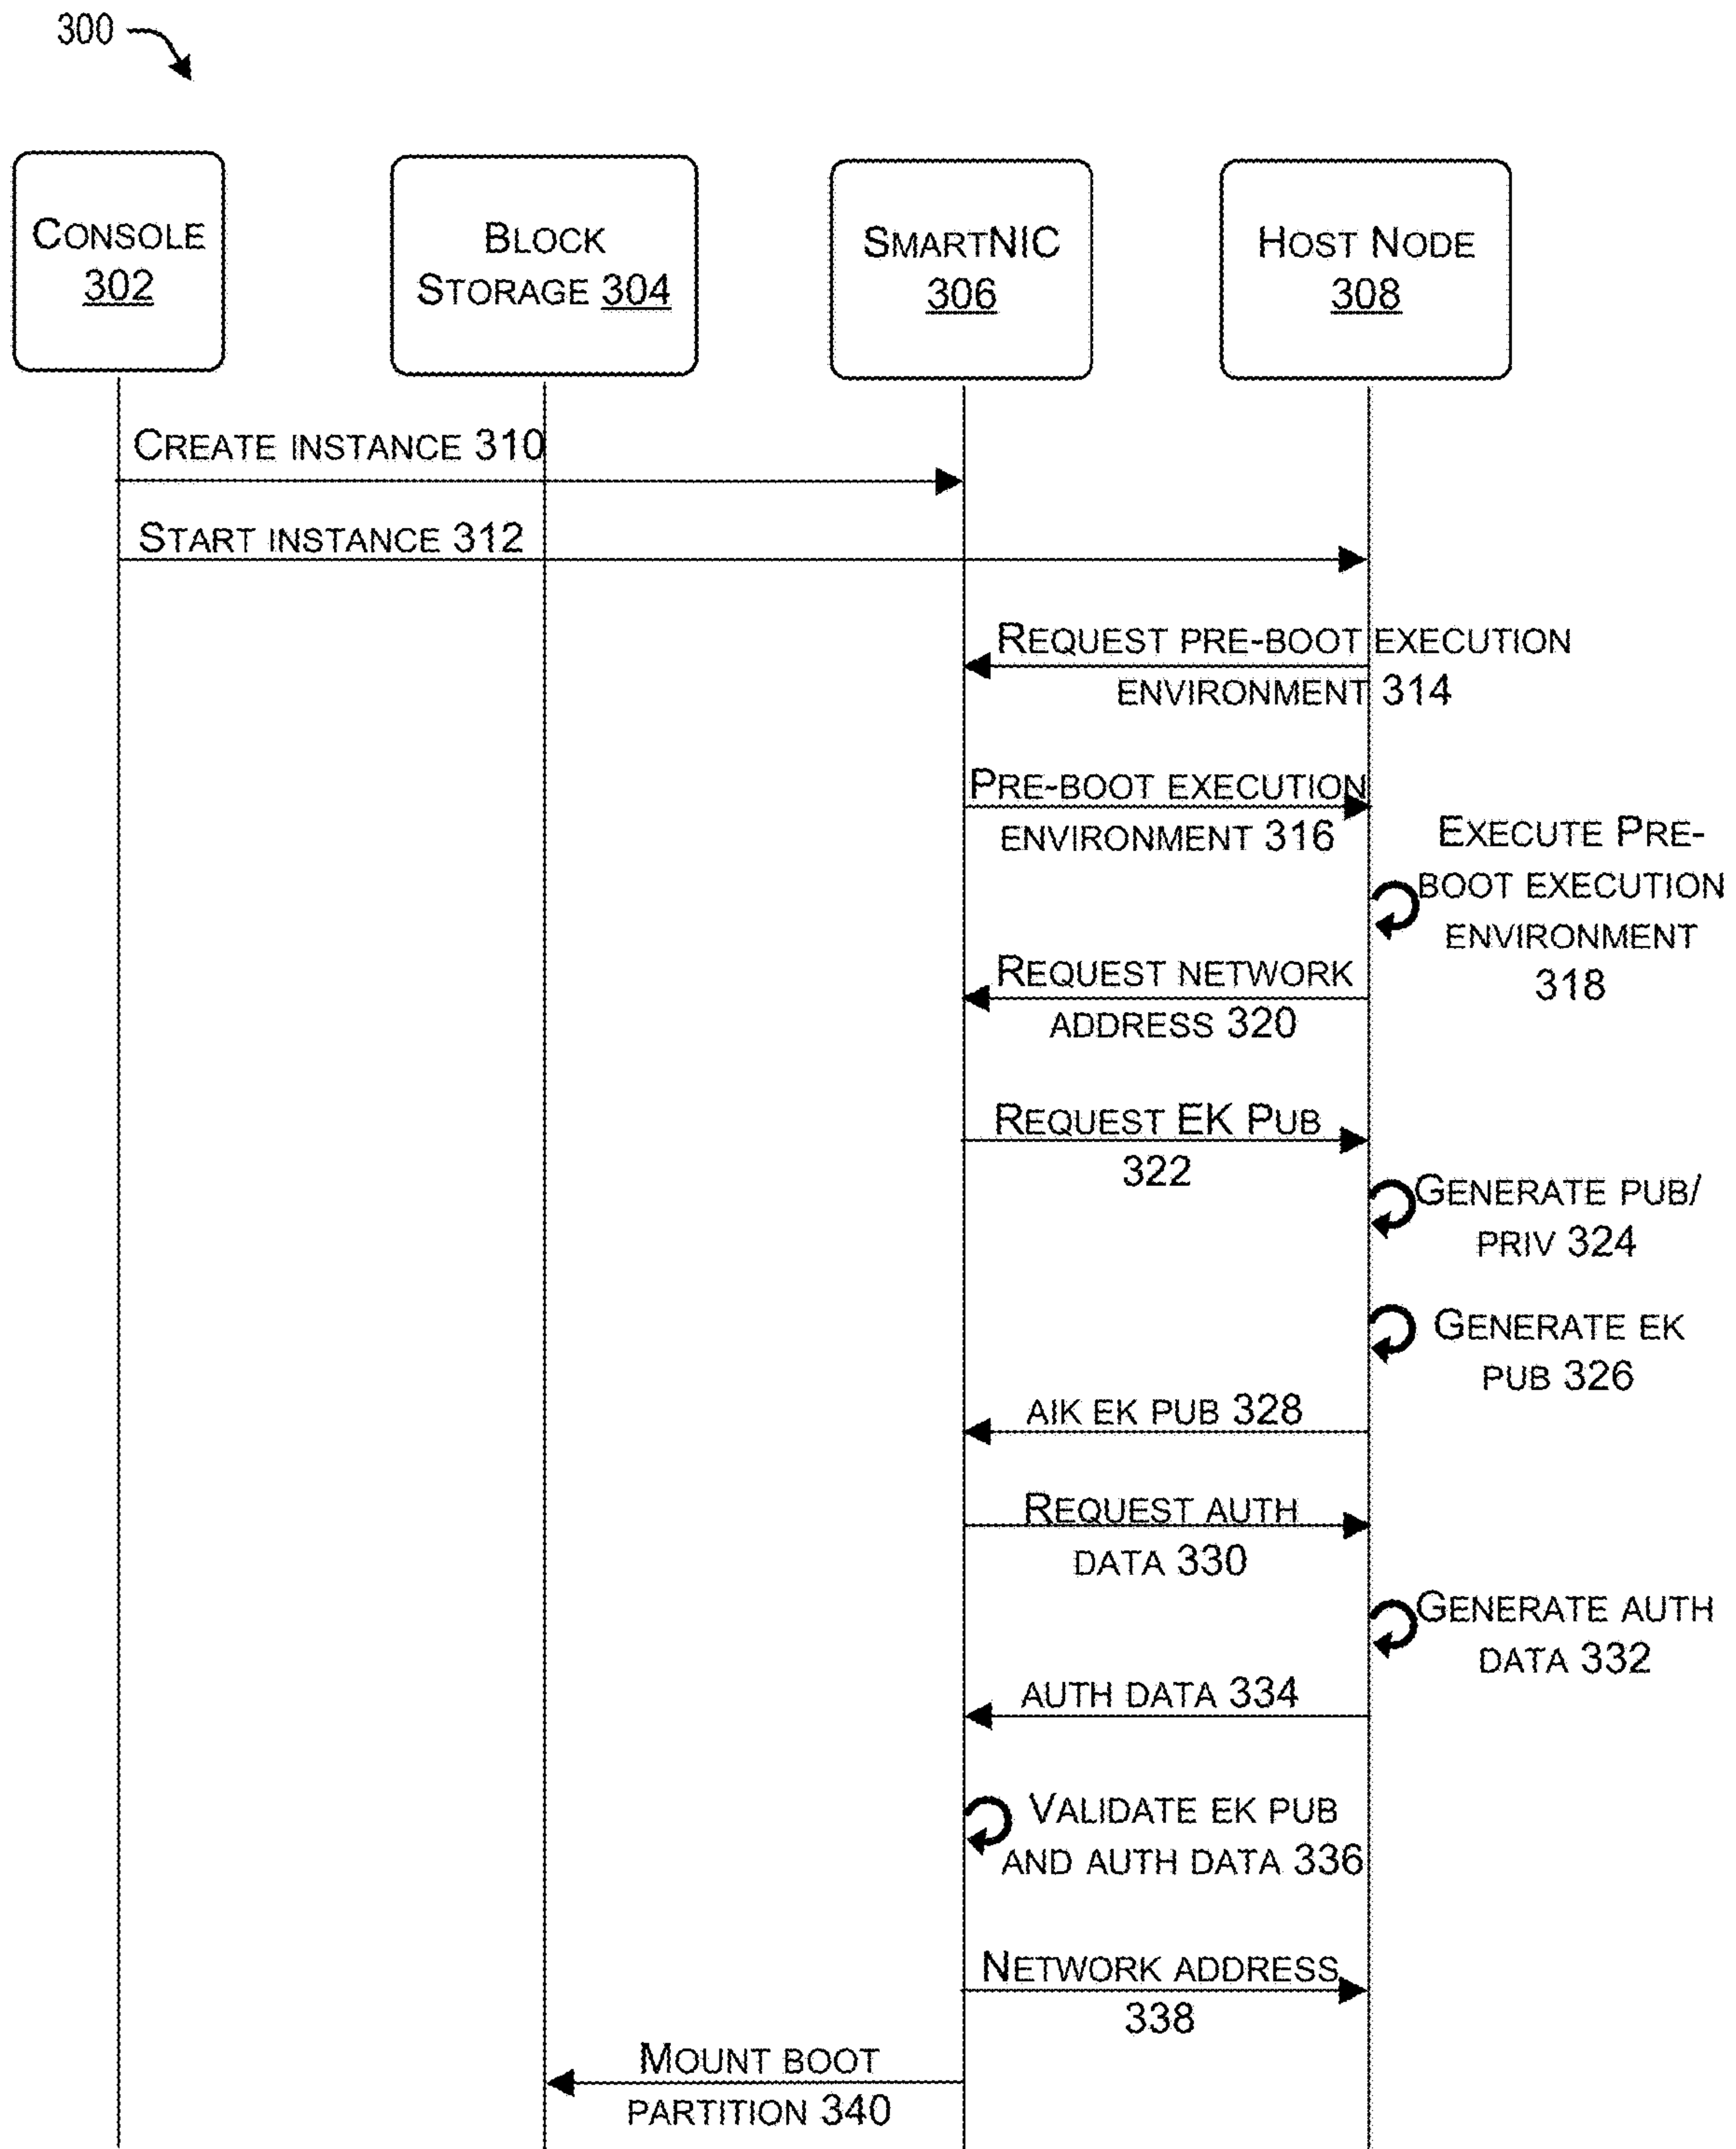 300
CONSOLE
302
BLOCK
STORAGE 304
SMARTNIC
306
HOST NODE
308
CREATE INSTANCE 310
START INSTANCE 312
REQUEST PRE-BOOT EXECUTION
ENVIRONMENT 314
PRE-BOOT EXECUTION
ENVIRONMENT 316
EXECUTE PRE-
BOOT EXECUTION
ENVIRONMENT
318
REQUEST NETWORK
ADDRESS 320
REQUEST EK PUB
322
GENERATE PUB/
PRIV 324
GENERATE EK
PUB 326
AIK EK PUB 328
REQUEST AUTH
DATA 330
GENERATE AUTH
DATA 332
AUTH DATA 334
VALIDATE EK PUB
AND AUTH DATA 336
NETWORK ADDRESS
338
MOUNT BOOT
PARTITION 340